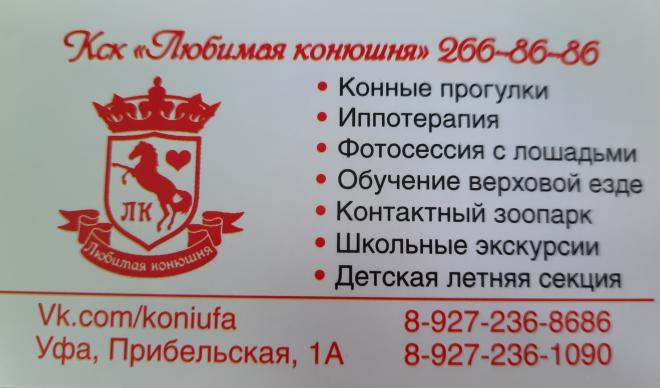 Кск «Любимая конюшня» 266-86-86
ЛК
Любимая конюшня
• Конные прогулки
• Иппотерапия
• Фотосессия с лошадьми
• Обучение верховой езде
• Контактный зоопарк
• Школьные экскурсии
• Детская летняя секция
Vk.com/koniufa
8-927-236-8686
Уфа, Прибельская, 1А
8-927-236-1090